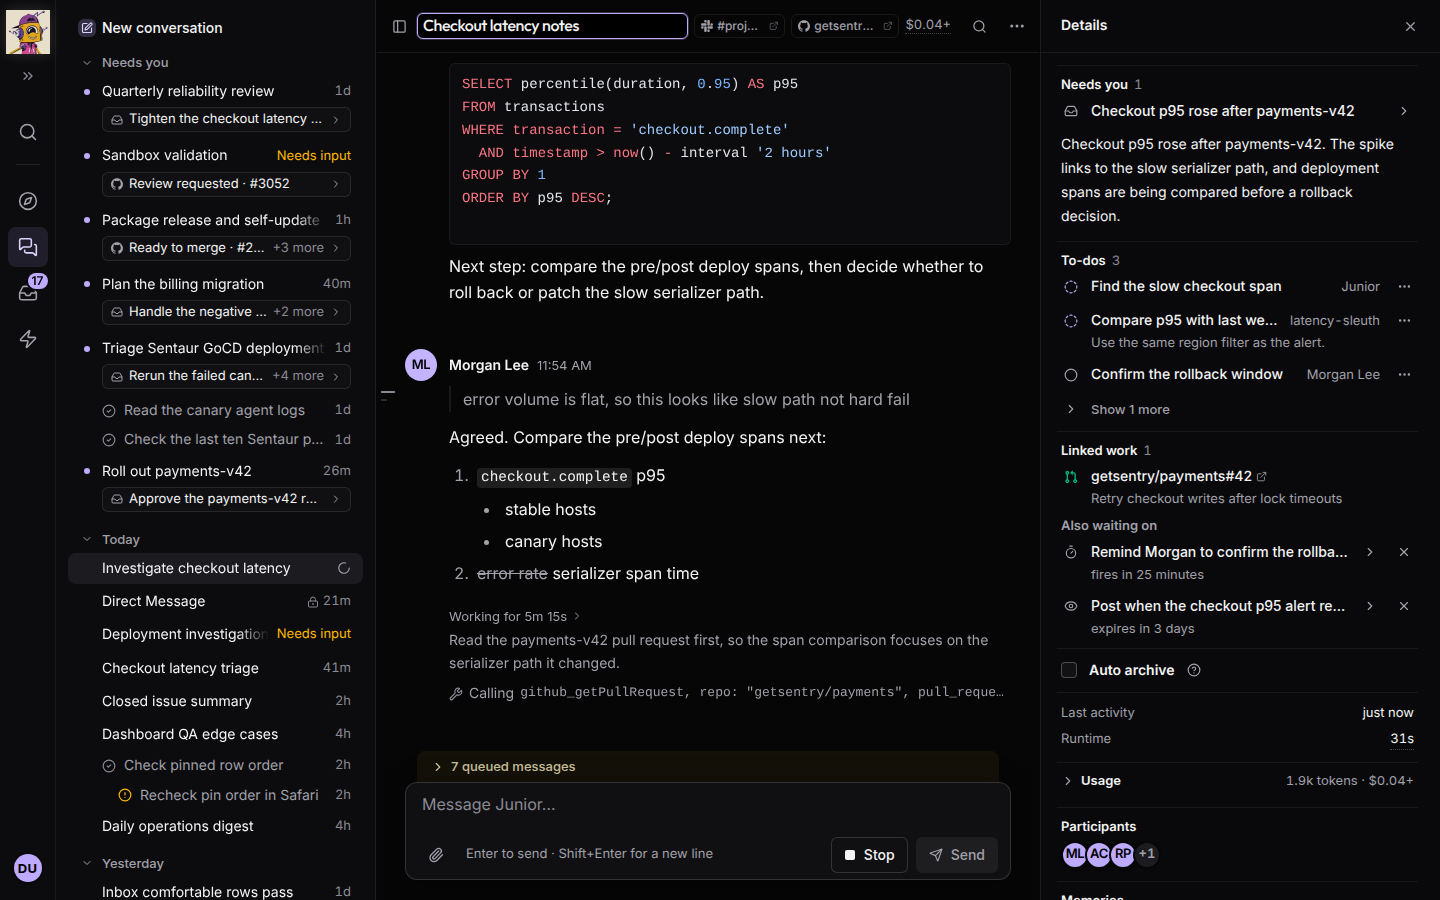 New conversation
Needs you
Quarterly reliability review 1d
Tighten the checkout latency ...
Sandbox validation Needs input
Review requested · #3052
Package release and self-update 1h
Ready to merge · #2... +3 more
Plan the billing migration 40m
Handle the negative ... +2 more
Triage Sentaur GoCD deployment 1d
Rerun the failed can... +4 more
Read the canary agent logs 1d
Check the last ten Sentaur p... 1d
Roll out payments-v42 26m
Approve the payments-v42 r...
Today
Investigate checkout latency
Direct Message 21m
Deployment investigation Needs input
Checkout latency triage 41m
Closed issue summary 2h
Dashboard QA edge cases 4h
Check pinned row order 2h
Recheck pin order in Safari 2h
Daily operations digest 4h
Yesterday
Inbox comfortable rows pass 1d
17
DU
Checkout latency notes #proj... getsentr... $0.04+
SELECT percentile(duration, 0.95) AS p95
FROM transactions
WHERE transaction = 'checkout.complete'
AND timestamp > now() - interval '2 hours'
GROUP BY 1
ORDER BY p95 DESC;
Next step: compare the pre/post deploy spans, then decide whether to
roll back or patch the slow serializer path.
ML Morgan Lee 11:54 AM
error volume is flat, so this looks like slow path not hard fail
Agreed. Compare the pre/post deploy spans next:
1. checkout.complete p95
• stable hosts
• canary hosts
2. error rate serializer span time
Working for 5m 15s
Read the payments-v42 pull request first, so the span comparison focuses on the
serializer path it changed.
Calling github_getPullRequest, repo: "getsentry/payments", pull_reque...
7 queued messages
Message Junior...
Enter to send · Shift+Enter for a new line Stop Send
Details
Needs you 1
Checkout p95 rose after payments-v42
Checkout p95 rose after payments-v42. The spike
links to the slow serializer path, and deployment
spans are being compared before a rollback
decision.
To-dos 3
Find the slow checkout span Junior
Compare p95 with last we... latency-sleuth
Use the same region filter as the alert.
Confirm the rollback window Morgan Lee
Show 1 more
Linked work 1
getsentry/payments#42
Retry checkout writes after lock timeouts
Also waiting on
Remind Morgan to confirm the rollba...
fires in 25 minutes
Post when the checkout p95 alert re...
expires in 3 days
Auto archive
Last activity just now
Runtime 31s
Usage 1.9k tokens · $0.04+
Participants
ML AC RP +1
Memories